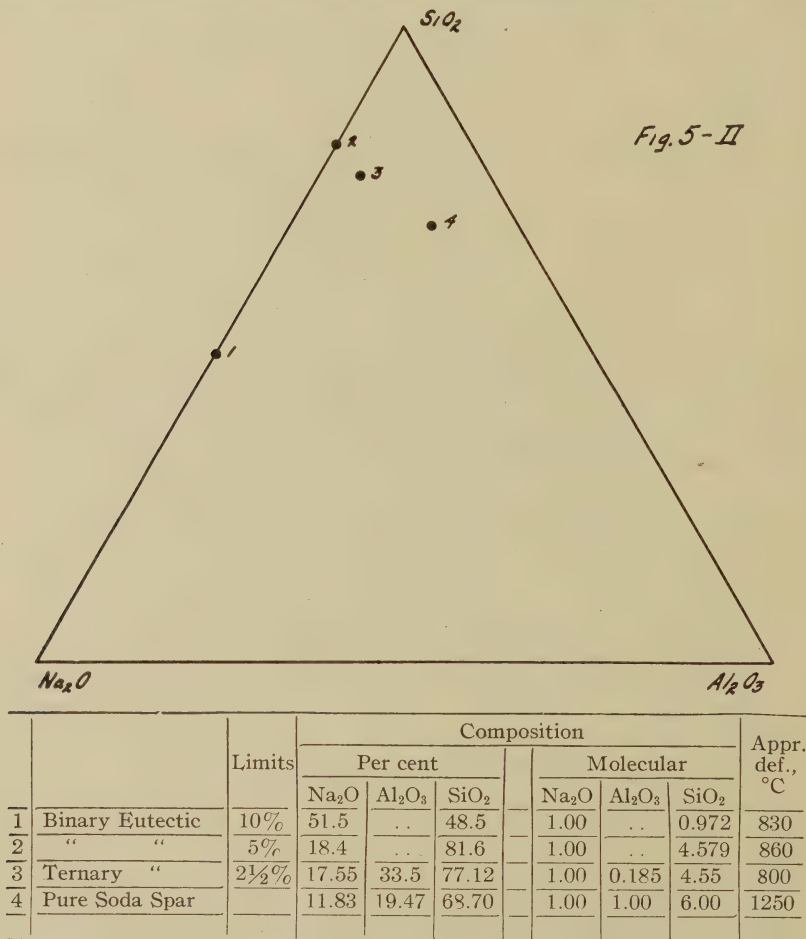 SiO₂
Fig. 5-II
2
3
4
1
Na₂O
Al₂O₃
Limits Composition Appr. def., °C
Per cent Molecular
Na₂O Al₂O₃ SiO₂ Na₂O Al₂O₃ SiO₂
1 Binary Eutectic 10% 51.5 .. 48.5 1.00 .. 0.972 830
2 “ “ 5% 18.4 ... 81.6 1.00 .. 4.579 860
3 Ternary “ 2½% 17.55 33.5 77.12 1.00 0.185 4.55 800
4 Pure Soda Spar 11.83 19.47 68.70 1.00 1.00 6.00 1250